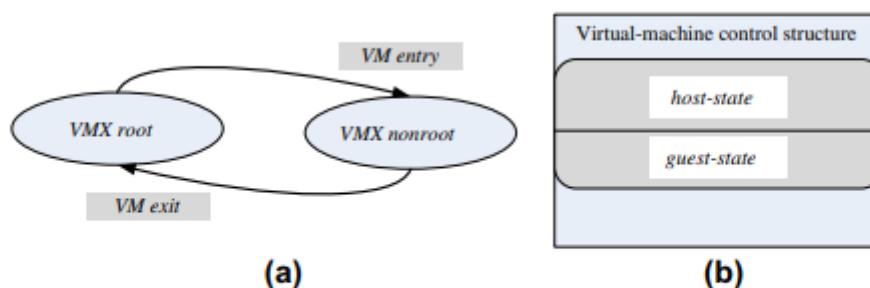 VM entry
VMX root
VMX nonroot
VM exit
(a)
Virtual-machine control structure
host-state
guest-state
(b)